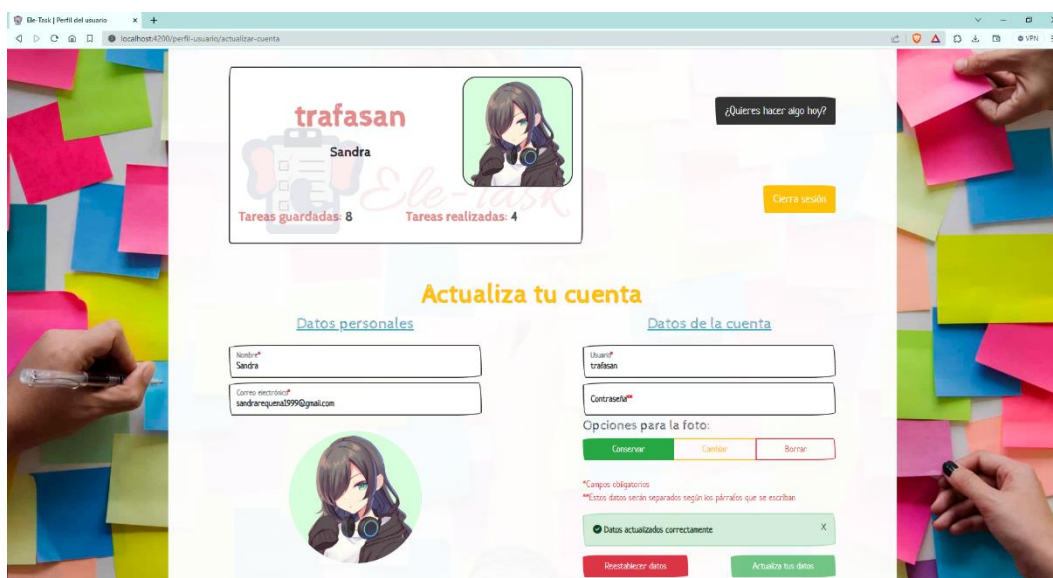 Ele-Task | Perfil del usuario
localhost:4200/perfil-usuario/actualizar-cuenta
VPN
trafasan
Sandra
Ele-Task
Tareas guardadas: 8
Tareas realizadas: 4
¿Quieres hacer algo hoy?
Cierra sesión
Actualiza tu cuenta
Datos personales
Nombre*
Sandra
Correo electrónico*
sandrarequena1999@gmail.com
Datos de la cuenta
Usuario*
trafasan
Contraseña**
Opciones para la foto:
Conservar
Cambiar
Borrar
*Campos obligatorios
**Estos datos serán separados según los párrafos que se escriban
Datos actualizados correctamente
X
Reestablecer datos
Actualiza tus datos